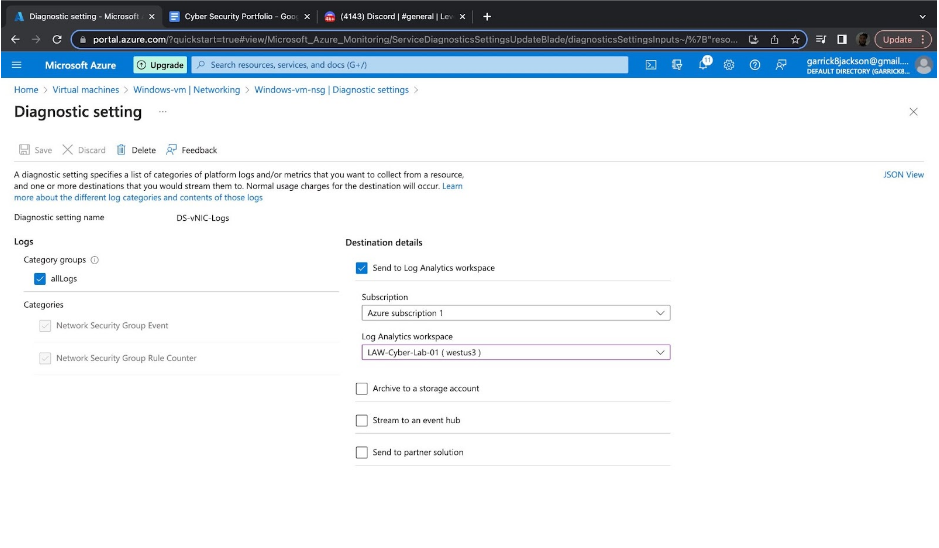 Diagnostic setting - Microsoft
Cyber Security Portfolio - Goo
(4143) Discord | #general | Le
portal.azure.com/?quickstart=true#view/Microsoft_Azure_Monitoring/ServiceDiagnosticsSettingsUpdateBlade/diagnosticsSettingsInputs~/%7B"reso...
Update
Microsoft Azure
Upgrade
Search resources, services, and docs (G+/)
11
garrick8jackson@gmail....
DEFAULT DIRECTORY (GARRICK8...
Home > Virtual machines > Windows-vm | Networking > Windows-vm-nsg | Diagnostic settings >
Diagnostic setting ...
Save
Discard
Delete
Feedback
A diagnostic setting specifies a list of categories of platform logs and/or metrics that you want to collect from a resource,
and one or more destinations that you would stream them to. Normal usage charges for the destination will occur. Learn
more about the different log categories and contents of those logs
JSON View
Diagnostic setting name
DS-vNIC-Logs
Logs
Category groups
allLogs
Categories
Network Security Group Event
Network Security Group Rule Counter
Destination details
Send to Log Analytics workspace
Subscription
Azure subscription 1
Log Analytics workspace
LAW-Cyber-Lab-01 ( westus3 )
Archive to a storage account
Stream to an event hub
Send to partner solution